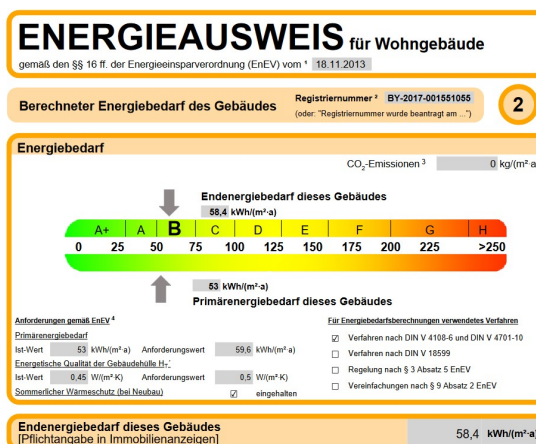 ENERGIEAUSWEIS für Wohngebäude
gemäß den §§ 16 ff. der Energieeinsparverordnung (EnEV) vom ¹ 18.11.2013
Berechneter Energiebedarf des Gebäudes
Registriernummer ² BY-2017-001551055
(oder: "Registriernummer wurde beantragt am ...")
2
Energiebedarf
CO₂-Emissionen ³ 0 kg/(m²·a
Endenergiebedarf dieses Gebäudes
58,4 kWh/(m²·a)
A+ A B C D E F G H
0 25 50 75 100 125 150 175 200 225 >250
53 kWh/(m²·a)
Primärenergiebedarf dieses Gebäudes
Anforderungen gemäß EnEV ⁴
Primärenergiebedarf
Ist-Wert 53 kWh/(m²·a) Anforderungswert 59,6 kWh/(m²·a)
Energetische Qualität der Gebäudehülle H_T'
Ist-Wert 0,45 W/(m²·K) Anforderungswert 0,5 W/(m²·K)
Sommerlicher Wärmeschutz (bei Neubau) ☑ eingehalten
Für Energiebedarfsberechnungen verwendetes Verfahren
☑ Verfahren nach DIN V 4108-6 und DIN V 4701-10
☐ Verfahren nach DIN V 18599
☐ Regelung nach § 3 Absatz 5 EnEV
☐ Vereinfachungen nach § 9 Absatz 2 EnEV
Endenergiebedarf dieses Gebäudes
[Pflichtangabe in Immobilienanzeigen]
58,4 kWh/(m²·a)